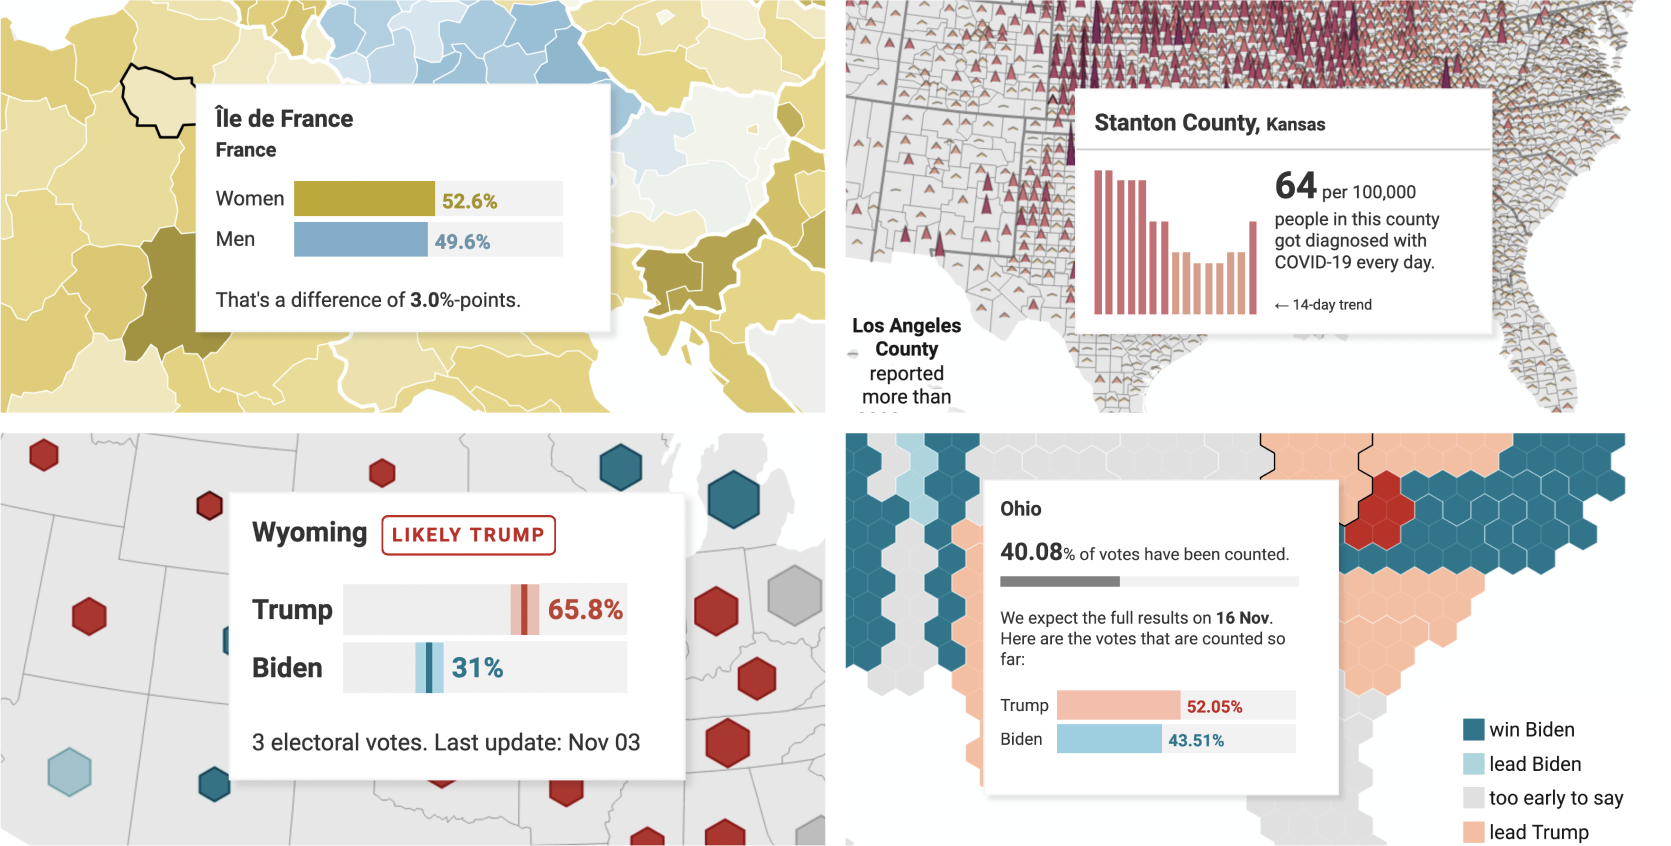 Île de France
France
Women 52.6%
Men 49.6%
That's a difference of 3.0%-points.
Stanton County, Kansas
64 per 100,000
people in this county
got diagnosed with
COVID-19 every day.
← 14-day trend
Los Angeles
County
reported
more than
Wyoming LIKELY TRUMP
Trump 65.8%
Biden 31%
3 electoral votes. Last update: Nov 03
Ohio
40.08% of votes have been counted.
We expect the full results on 16 Nov.
Here are the votes that are counted so
far:
Trump 52.05%
Biden 43.51%
win Biden
lead Biden
too early to say
lead Trump